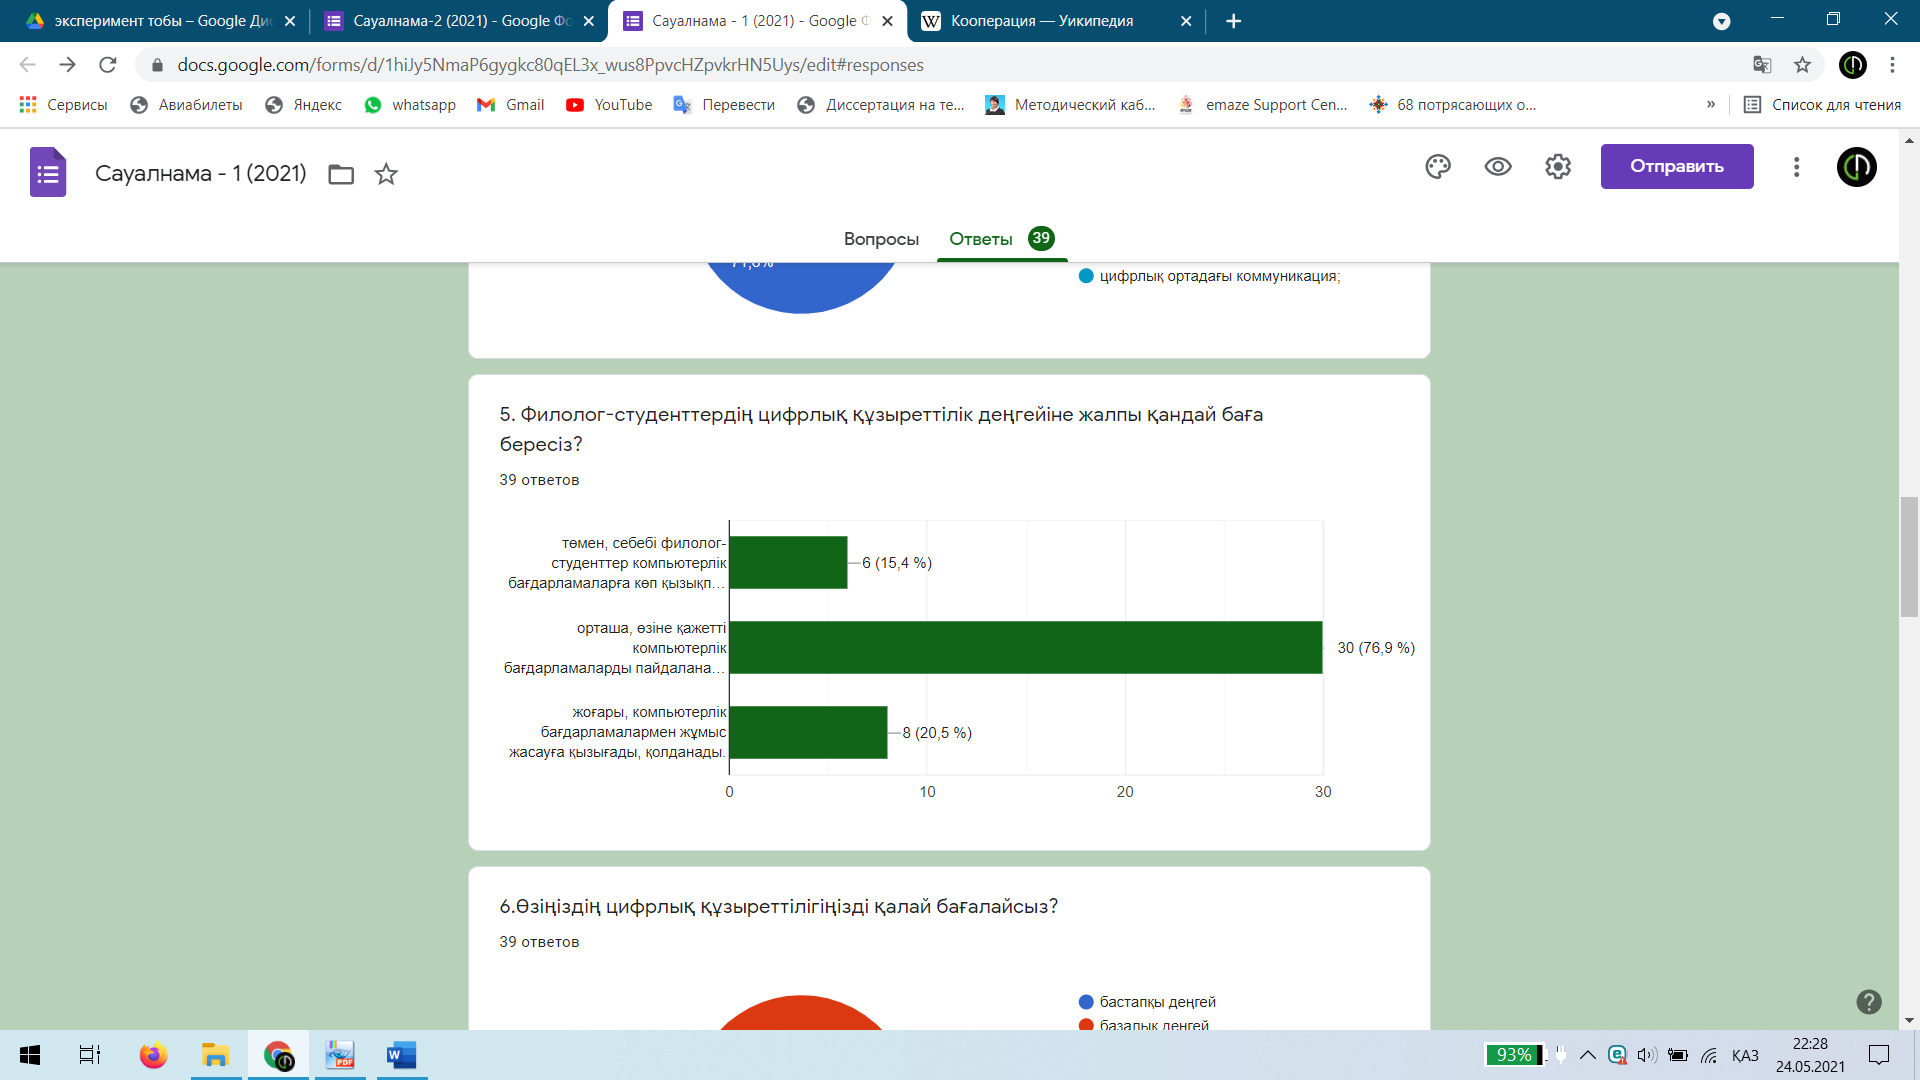 эксперимент тобы – Google Ди
Сауалнама-2 (2021) - Google Фо
Сауалнама - 1 (2021) - Google Ф
Кооперация — Уикипедия
docs.google.com/forms/d/1hiJy5NmaP6gygkc80qEL3x_wus8PpvcHZpvkrHN5Uys/edit#responses
Сервисы
Авиабилеты
Яндекс
whatsapp
Gmail
YouTube
Перевести
Диссертация на те...
Методический каб...
emaze Support Cen...
68 потрясающих о...
»
Список для чтения
Сауалнама - 1 (2021)
Отправить
Вопросы
Ответы 39
цифрлық ортадағы коммуникация;
5. Филолог-студенттердің цифрлық құзыреттілік деңгейіне жалпы қандай баға
бересіз?
39 ответов
төмен, себебі филолог-
студенттер компьютерлік
бағдарламаларға көп қызықп…
6 (15,4 %)
орташа, өзіне қажетті
компьютерлік
бағдарламаларды пайдалана…
30 (76,9 %)
жоғары, компьютерлік
бағдарламалармен жұмыс
жасауға қызығады, қолданады.
8 (20,5 %)
0 10 20 30
6.Өзіңіздің цифрлық құзыреттілігіңізді қалай бағалайсыз?
39 ответов
бастапқы деңгей
базалық деңгей
93%
ҚАЗ
22:28
24.05.2021